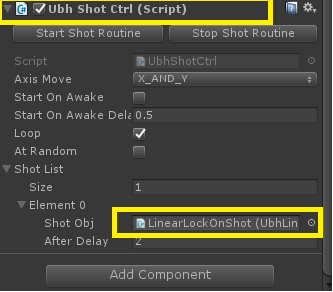 Ubh Shot Ctrl (Script)
Start Shot Routine Stop Shot Routine
Script UbhShotCtrl
Axis Move X_AND_Y
Start On Awake
Start On Awake Dela 0.5
Loop
At Random
Shot List
Size 1
Element 0
Shot Obj LinearLockOnShot (UbhLin
After Delay 2
Add Component